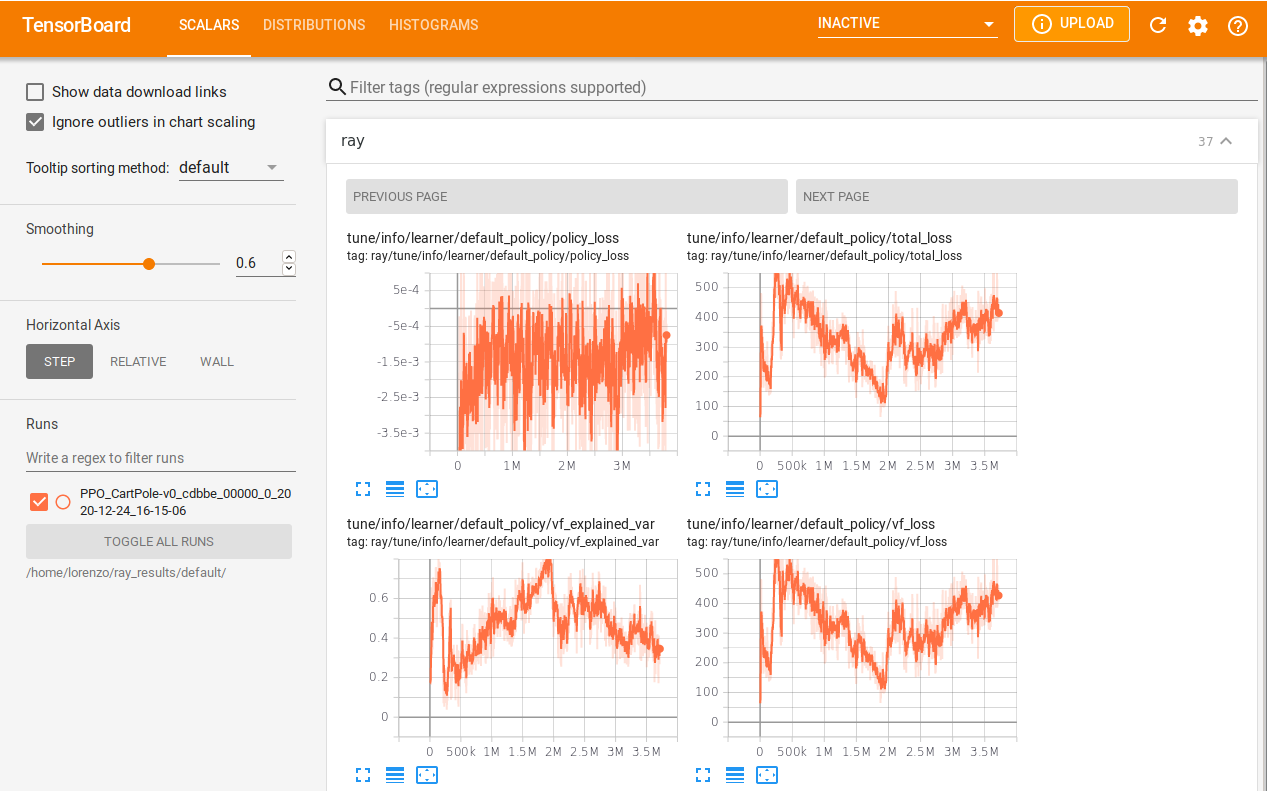 TensorBoard SCALARS DISTRIBUTIONS HISTOGRAMS INACTIVE UPLOAD
Show data download links
Ignore outliers in chart scaling
Tooltip sorting method: default
Smoothing
0.6
Horizontal Axis
STEP RELATIVE WALL
Runs
Write a regex to filter runs
PPO_CartPole-v0_cdbbe_00000_0_20
20-12-24_16-15-06
TOGGLE ALL RUNS
/home/lorenzo/ray_results/default/
Filter tags (regular expressions supported)
ray 37
PREVIOUS PAGE NEXT PAGE
tune/info/learner/default_policy/policy_loss
tag: ray/tune/info/learner/default_policy/policy_loss
5e-4
-5e-4
-1.5e-3
-2.5e-3
-3.5e-3
0 1M 2M 3M
tune/info/learner/default_policy/total_loss
tag: ray/tune/info/learner/default_policy/total_loss
500
400
300
200
100
0
0 500k 1M 1.5M 2M 2.5M 3M 3.5M
tune/info/learner/default_policy/vf_explained_var
tag: ray/tune/info/learner/default_policy/vf_explained_var
0.6
0.4
0.2
0
0 500k 1M 1.5M 2M 2.5M 3M 3.5M
tune/info/learner/default_policy/vf_loss
tag: ray/tune/info/learner/default_policy/vf_loss
500
400
300
200
100
0
0 500k 1M 1.5M 2M 2.5M 3M 3.5M